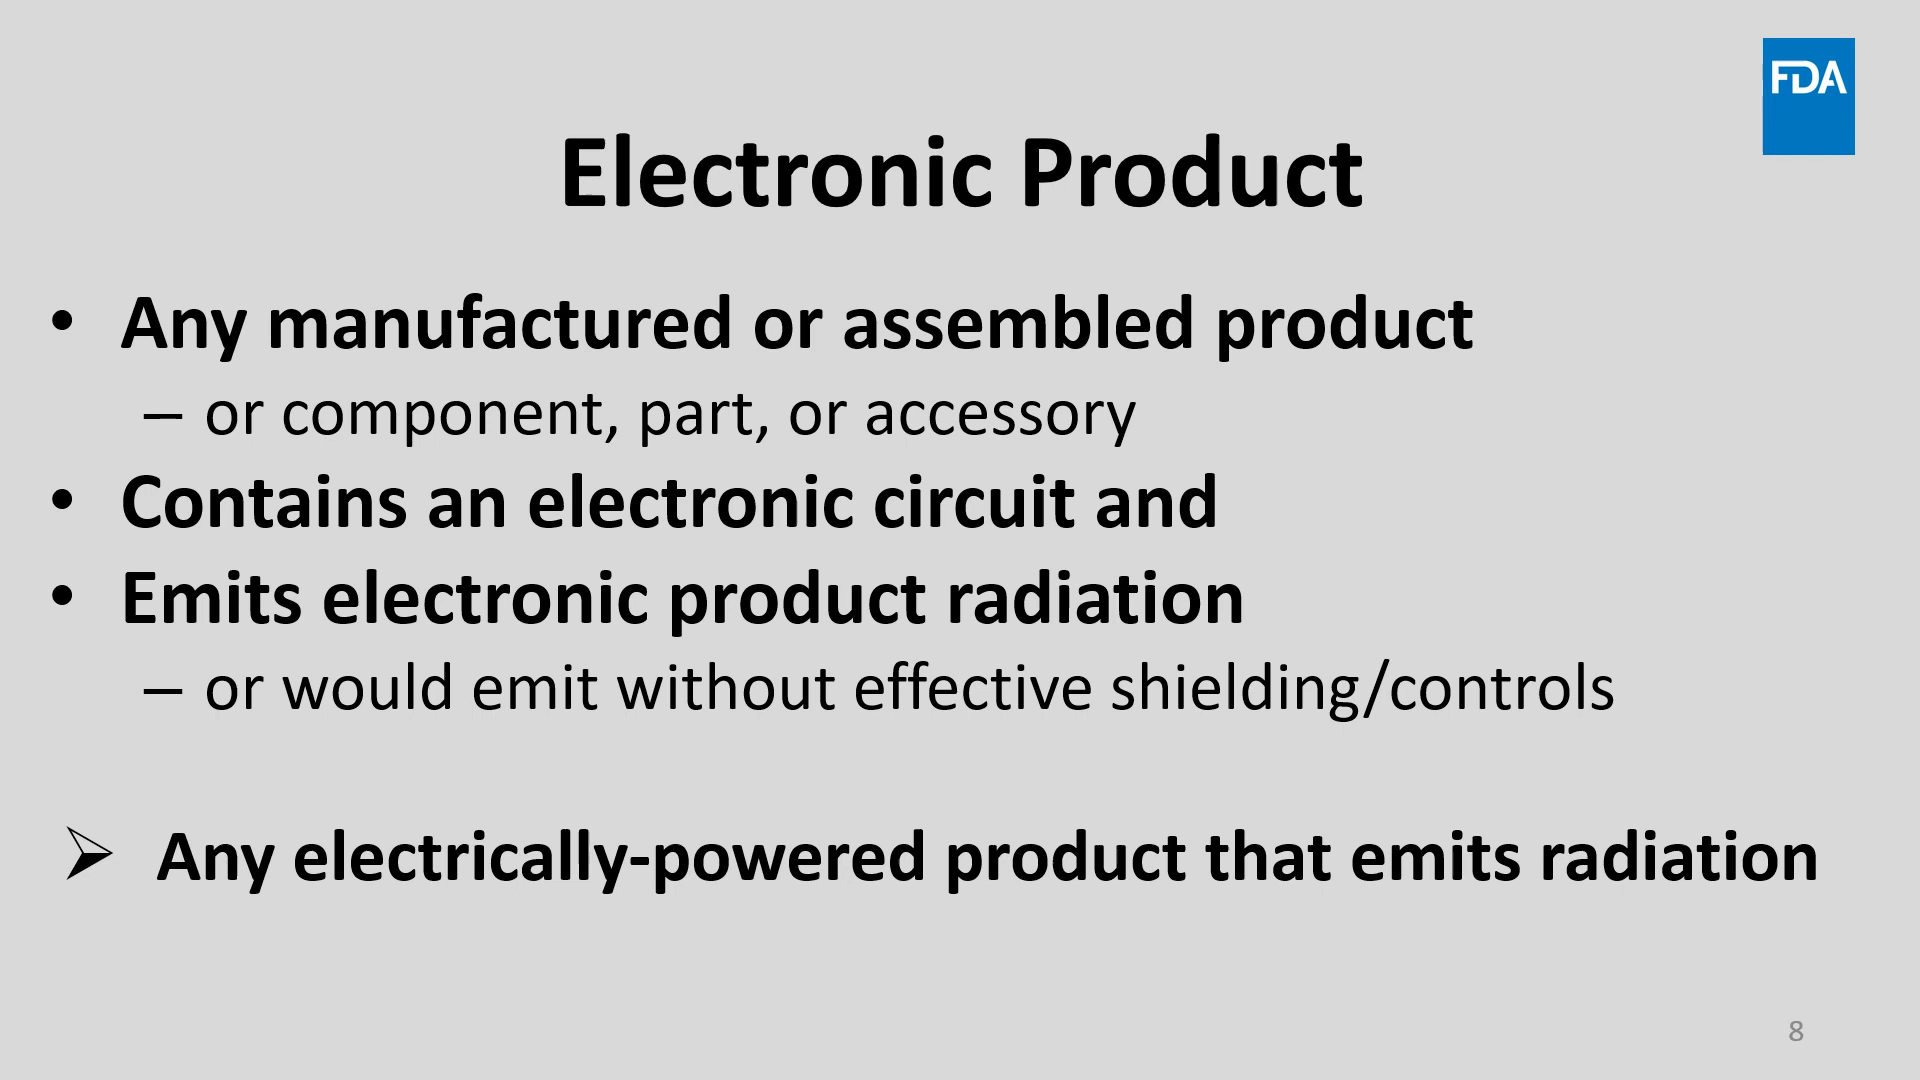 FDA
Electronic Product
• Any manufactured or assembled product
– or component, part, or accessory
• Contains an electronic circuit and
• Emits electronic product radiation
– or would emit without effective shielding/controls
➢ Any electrically-powered product that emits radiation
8